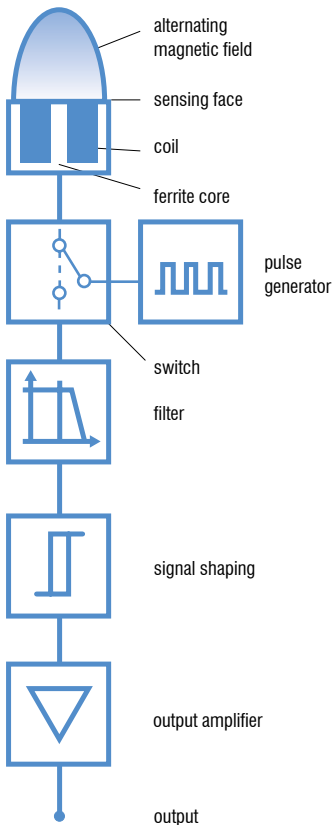 alternating
magnetic field
sensing face
coil
ferrite core
pulse
generator
switch
filter
signal shaping
output amplifier
output